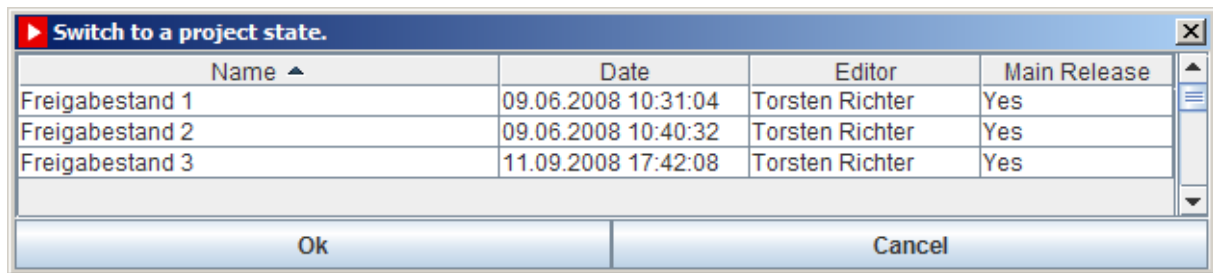 Switch to a project state.
Name Date Editor Main Release
Freigabestand 1 09.06.2008 10:31:04 Torsten Richter Yes
Freigabestand 2 09.06.2008 10:40:32 Torsten Richter Yes
Freigabestand 3 11.09.2008 17:42:08 Torsten Richter Yes
Ok Cancel